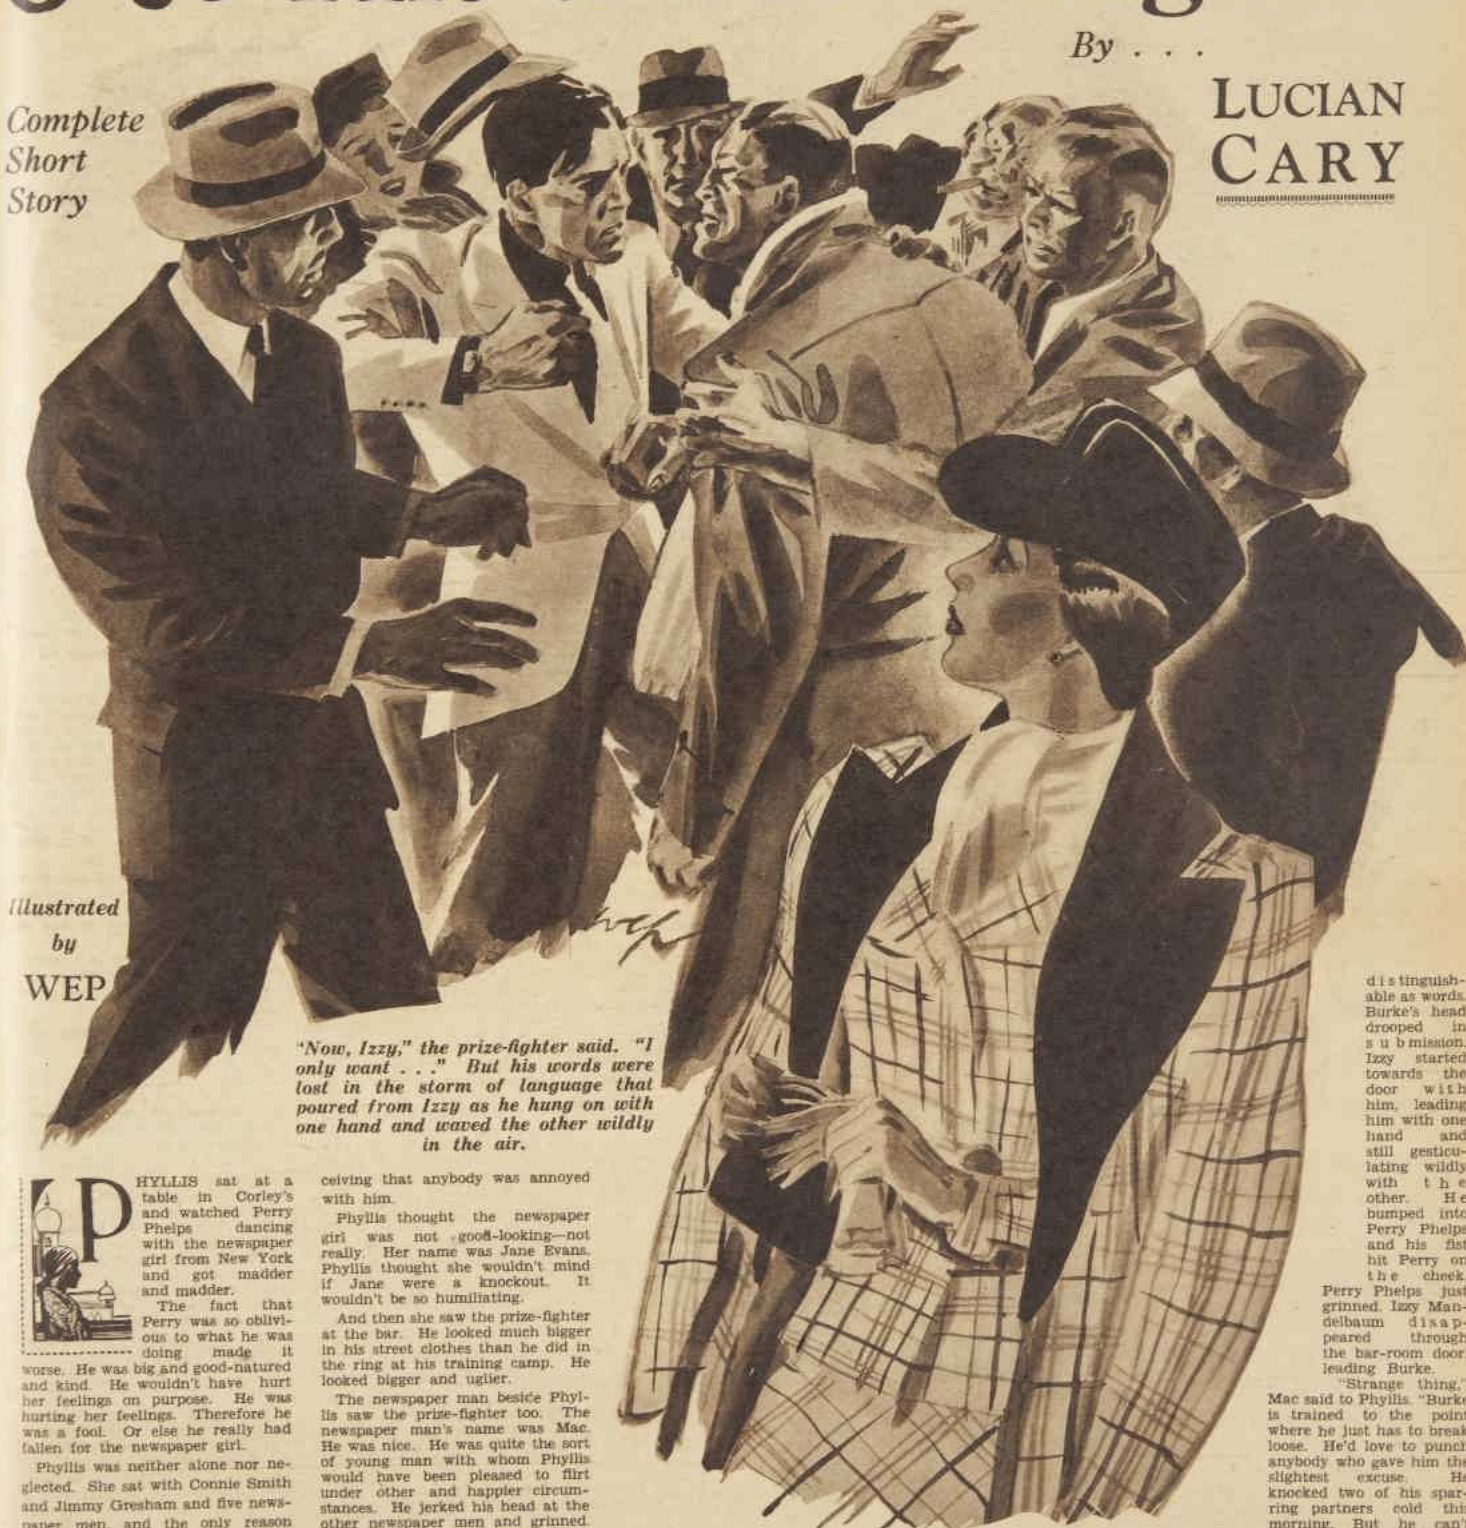 By . . .
LUCIAN
CARY
Complete
Short
Story
Illustrated
by
WEP
wep
"Now, Izzy," the prize-fighter said. "I
only want . . ." But his words were
lost in the storm of language that
poured from Izzy as he hung on with
one hand and waved the other wildly
in the air.
PHYLLIS sat at a
table in Corley's
and watched Perry
Phelps dancing
with the newspaper
girl from New York
and got madder
and madder.
The fact that
Perry was so oblivi-
ous to what he was
doing made it
worse. He was big and good-natured
and kind. He wouldn't have hurt
her feelings on purpose. He was
hurting her feelings. Therefore he
was a fool. Or else he really had
fallen for the newspaper girl.
Phyllis was neither alone nor ne-
glected. She sat with Connie Smith
and Jimmy Gresham and five news-
paper men, and the only reason
ceiving that anybody was annoyed
with him.
Phyllis thought the newspaper
girl was not good-looking—not
really. Her name was Jane Evans.
Phyllis thought she wouldn't mind
if Jane were a knockout. It
wouldn't be so humiliating.
And then she saw the prize-fighter
at the bar. He looked much bigger
in his street clothes than he did in
the ring at his training camp. He
looked bigger and uglier.
The newspaper man beside Phyl-
lis saw the prize-fighter too. The
newspaper man's name was Mac.
He was nice. He was quite the sort
of young man with whom Phyllis
would have been pleased to flirt
under other and happier circum-
stances. He jerked his head at the
other newspaper men and grinned.
distinguish-
able as words.
Burke's head
drooped in
submission.
Izzy started
towards the
door with
him, leading
him with one
hand and
still gesticu-
lating wildly
with the
other. He
bumped into
Perry Phelps
and his fist
hit Perry on
the cheek.
Perry Phelps just
grinned. Izzy Man-
delbaum disap-
peared through
the bar-room door,
leading Burke.
"Strange thing,"
Mac said to Phyllis. "Burke
is trained to the point
where he just has to break
loose. He'd love to punch
anybody who gave him the
slightest excuse. He
knocked two of his spar-
ring partners cold this
morning. But he can't